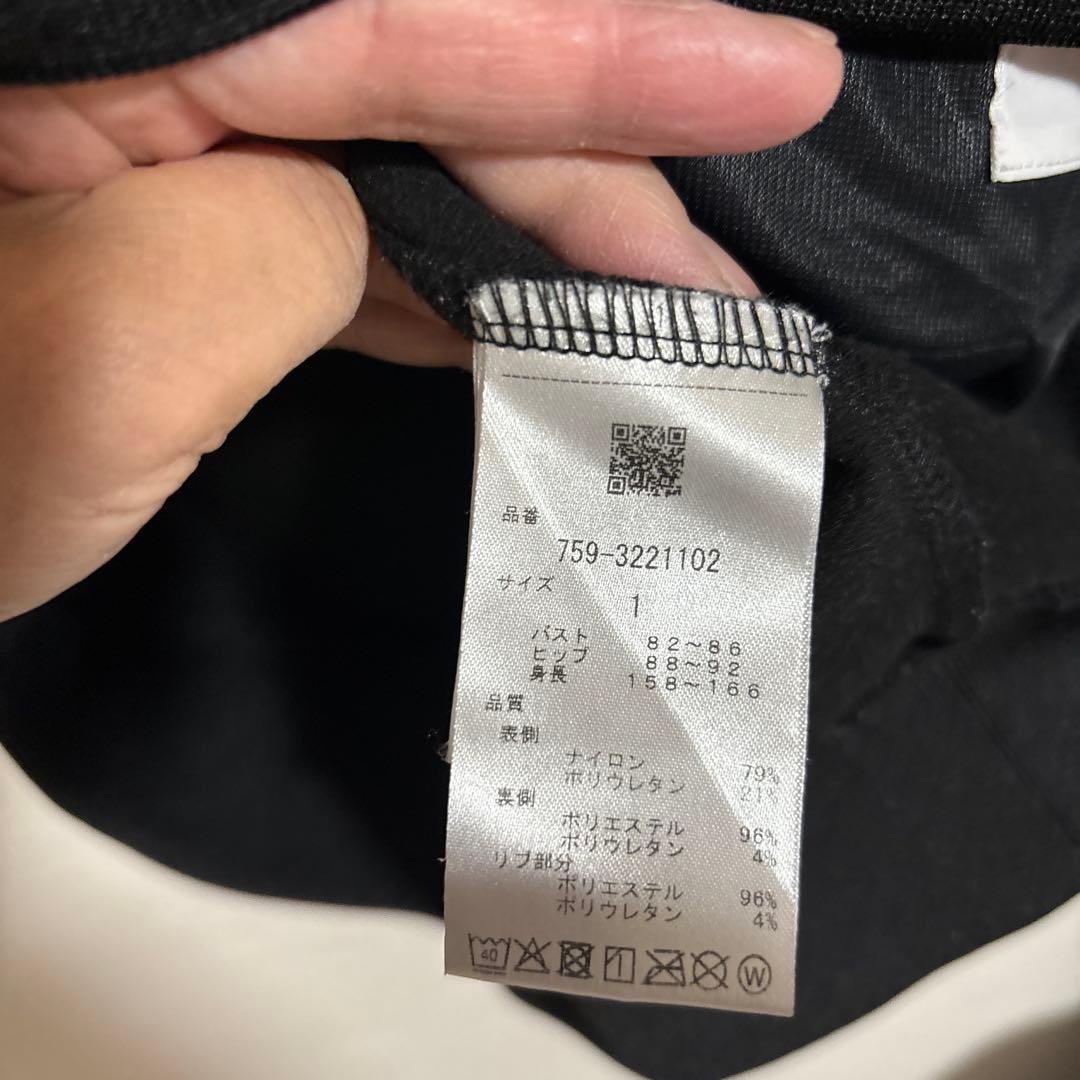 品番
759-3221102
サイズ
1
バスト 82～86
ヒップ 88～92
身長 158～166
品質
表側
ナイロン 79%
ポリウレタン 21%
裏側
ポリエステル 96%
ポリウレタン 4%
リブ部分
ポリエステル 96%
ポリウレタン 4%
40
W